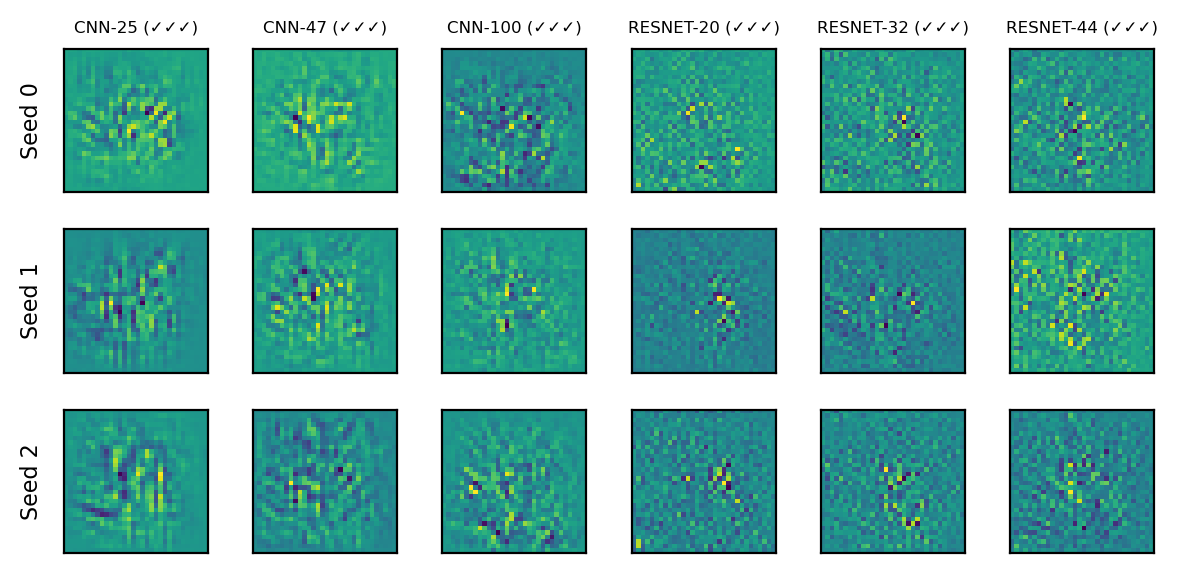 CNN-25 (✓✓✓) CNN-47 (✓✓✓) CNN-100 (✓✓✓) RESNET-20 (✓✓✓) RESNET-32 (✓✓✓) RESNET-44 (✓✓✓)
Seed 0
Seed 1
Seed 2